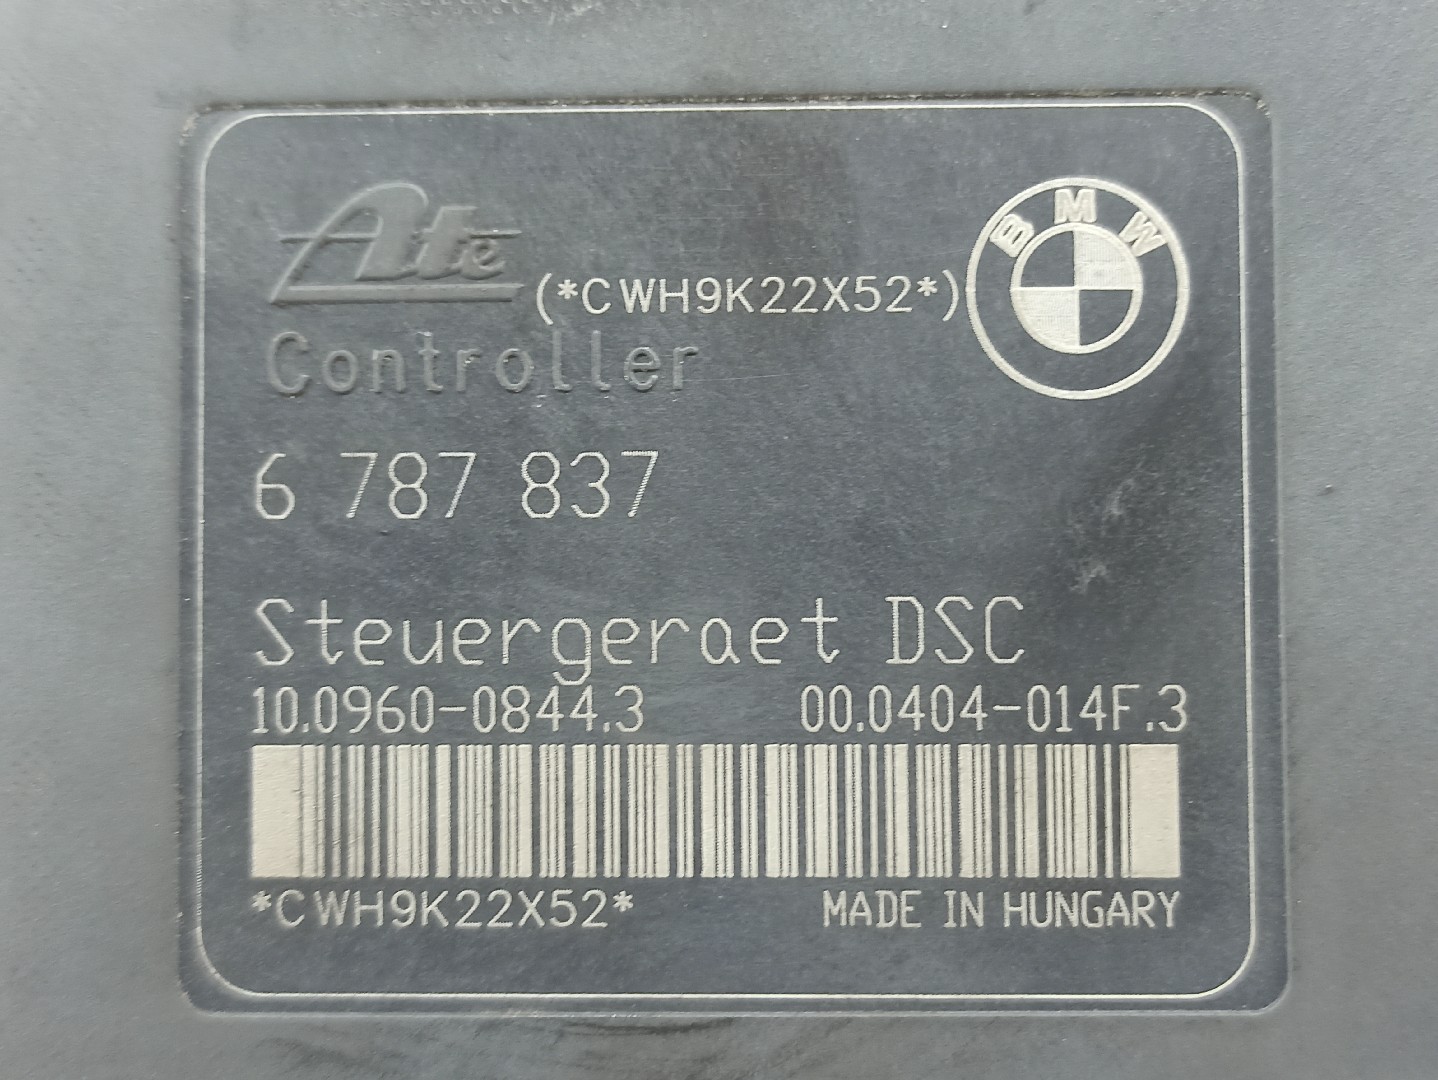 Ate
(*CWH9K22X52*)
BMW
Controller
6 787 837
Steuergeraet DSC
10.0960-0844.3 00.0404-014F.3
*CWH9K22X52* MADE IN HUNGARY